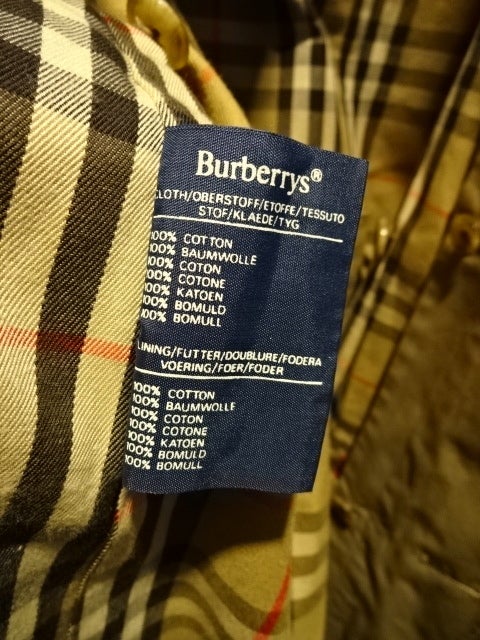 Burberrys®
CLOTH/OBERSTOFF/ETOFFE/TESSUTO
STOF/KLAEDE/TYG
100% COTTON
100% BAUMWOLLE
100% COTON
100% COTONE
100% KATOEN
100% BOMULD
100% BOMULL
LINING/FUTTER/DOUBLURE/FODERA
VOERING/FOER/FODER
100% COTTON
100% BAUMWOLLE
100% COTON
100% COTONE
100% KATOEN
100% BOMULD
100% BOMULL